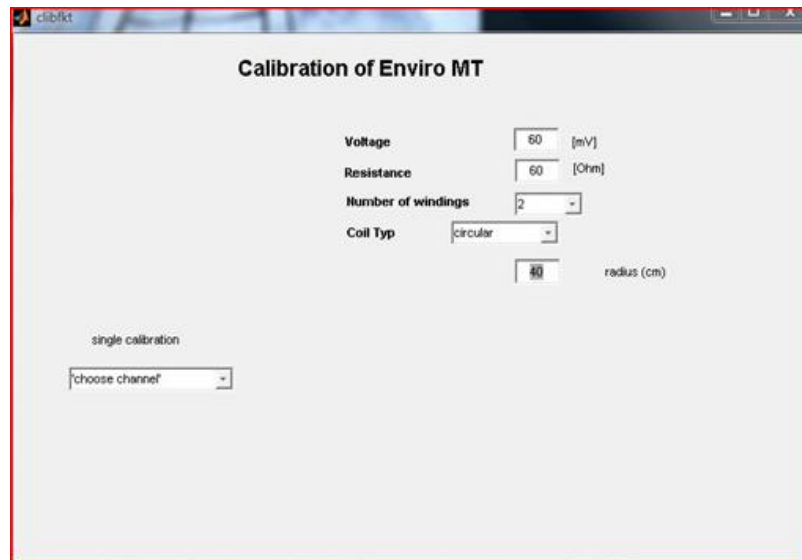 clibfkt
Calibration of Enviro MT
Voltage 60 [mV]
Resistance 60 [Ohm]
Number of windings 2
Coil Typ circular
40 radius (cm)
single calibration
"choose channel"